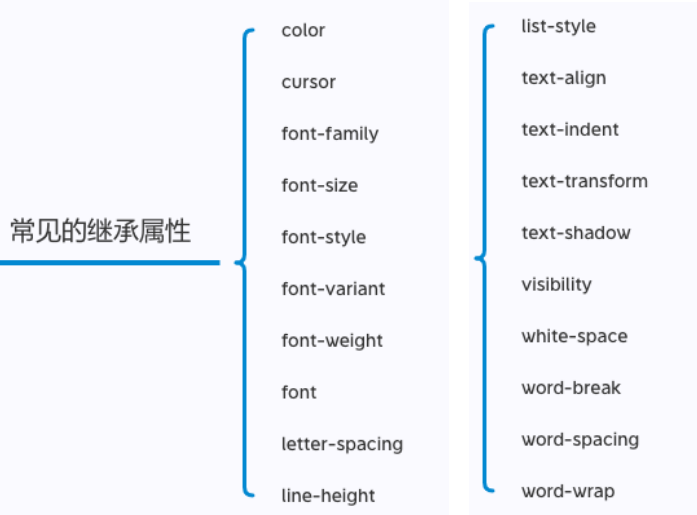 常见的继承属性
color
cursor
font-family
font-size
font-style
font-variant
font-weight
font
letter-spacing
line-height
list-style
text-align
text-indent
text-transform
text-shadow
visibility
white-space
word-break
word-spacing
word-wrap